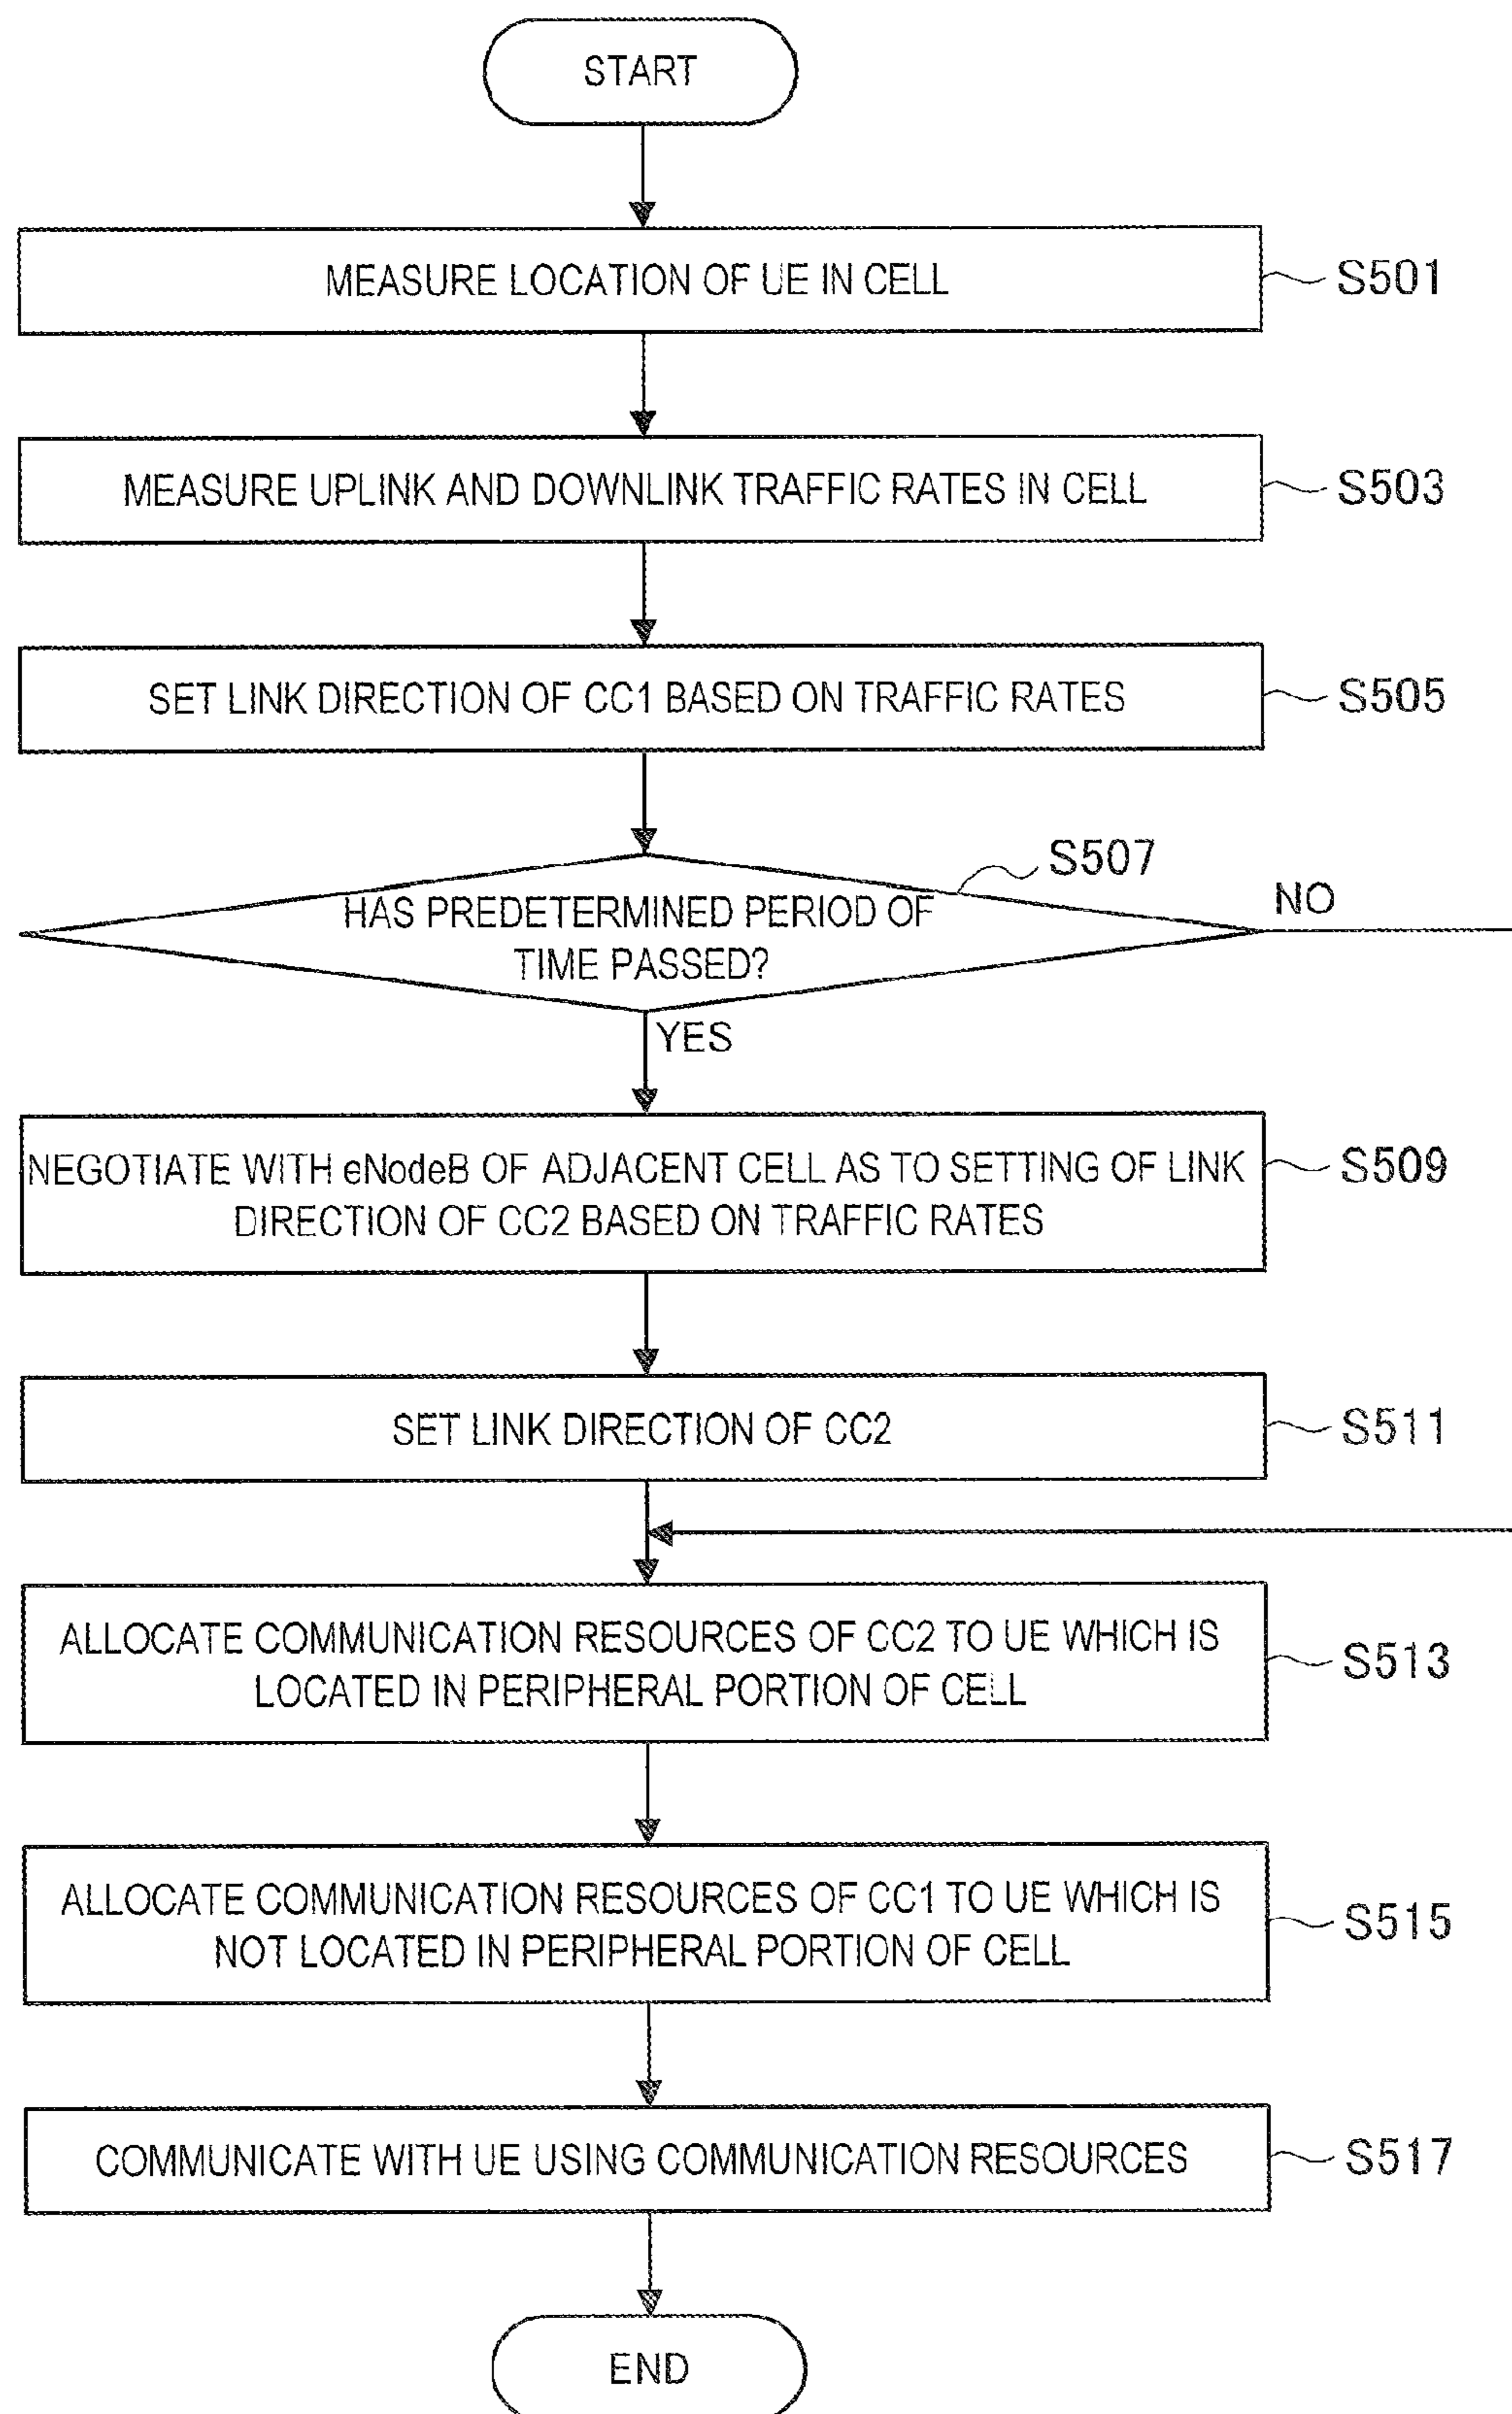 START
MEASURE LOCATION OF UE IN CELL
S501
MEASURE UPLINK AND DOWNLINK TRAFFIC RATES IN CELL
S503
SET LINK DIRECTION OF CC1 BASED ON TRAFFIC RATES
S505
S507
HAS PREDETERMINED PERIOD OF
TIME PASSED?
NO
YES
NEGOTIATE WITH eNodeB OF ADJACENT CELL AS TO SETTING OF LINK
DIRECTION OF CC2 BASED ON TRAFFIC RATES
S509
SET LINK DIRECTION OF CC2
S511
ALLOCATE COMMUNICATION RESOURCES OF CC2 TO UE WHICH IS
LOCATED IN PERIPHERAL PORTION OF CELL
S513
ALLOCATE COMMUNICATION RESOURCES OF CC1 TO UE WHICH IS
NOT LOCATED IN PERIPHERAL PORTION OF CELL
S515
COMMUNICATE WITH UE USING COMMUNICATION RESOURCES
S517
END